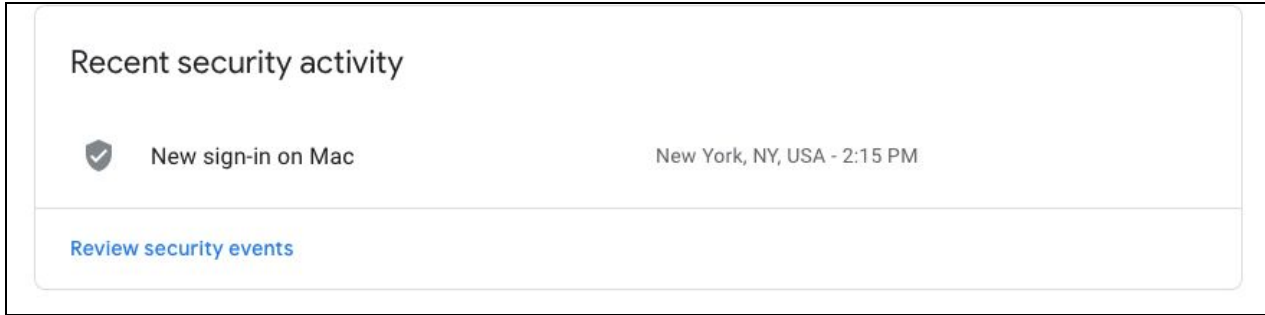 Recent security activity
New sign-in on Mac New York, NY, USA - 2:15 PM
Review security events